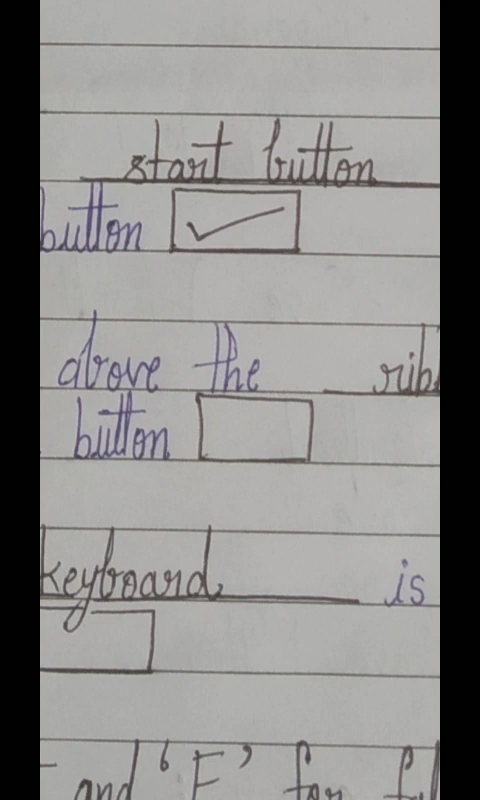 start button
button
above the
button
keyboard is
and 'F' for